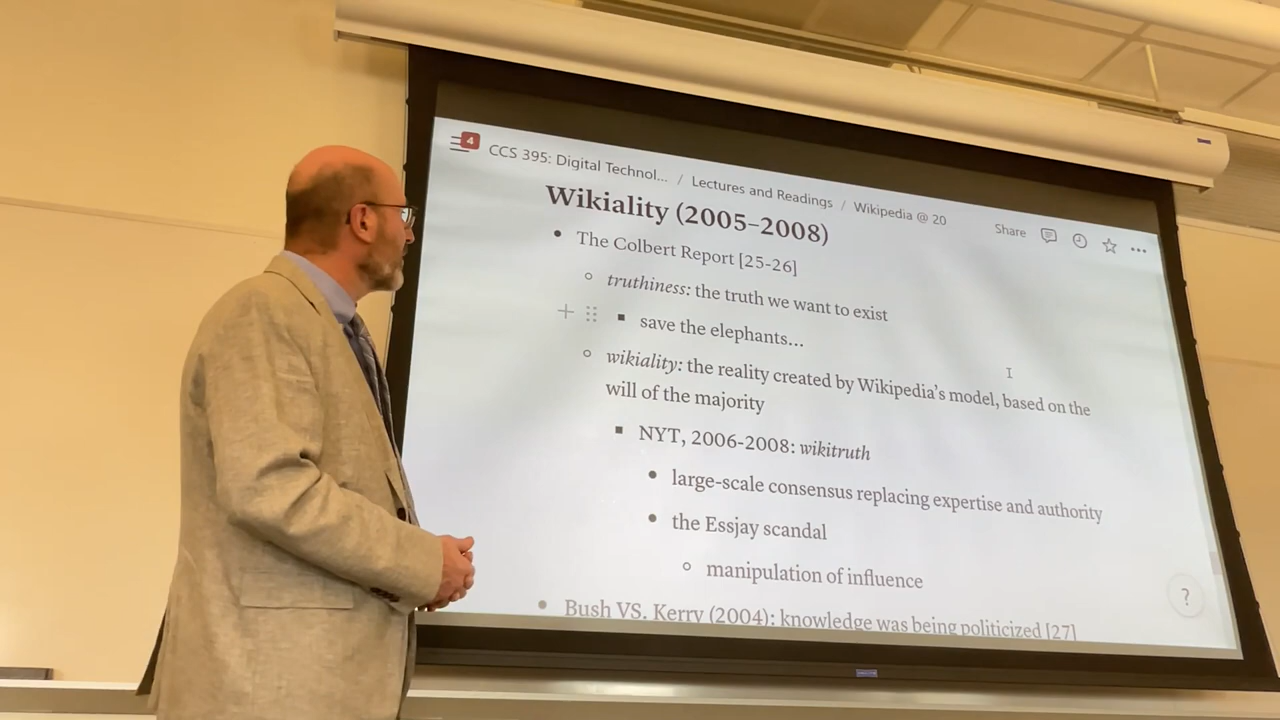 4
CCS 395: Digital Technol... / Lectures and Readings / Wikipedia @ 20
Share
Wikiality (2005–2008)
The Colbert Report [25-26]
truthiness: the truth we want to exist
save the elephants...
wikiality: the reality created by Wikipedia's model, based on the
will of the majority
NYT, 2006-2008: wikitruth
large-scale consensus replacing expertise and authority
the Essjay scandal
manipulation of influence
Bush VS. Kerry (2004): knowledge was being politicized [27]
?